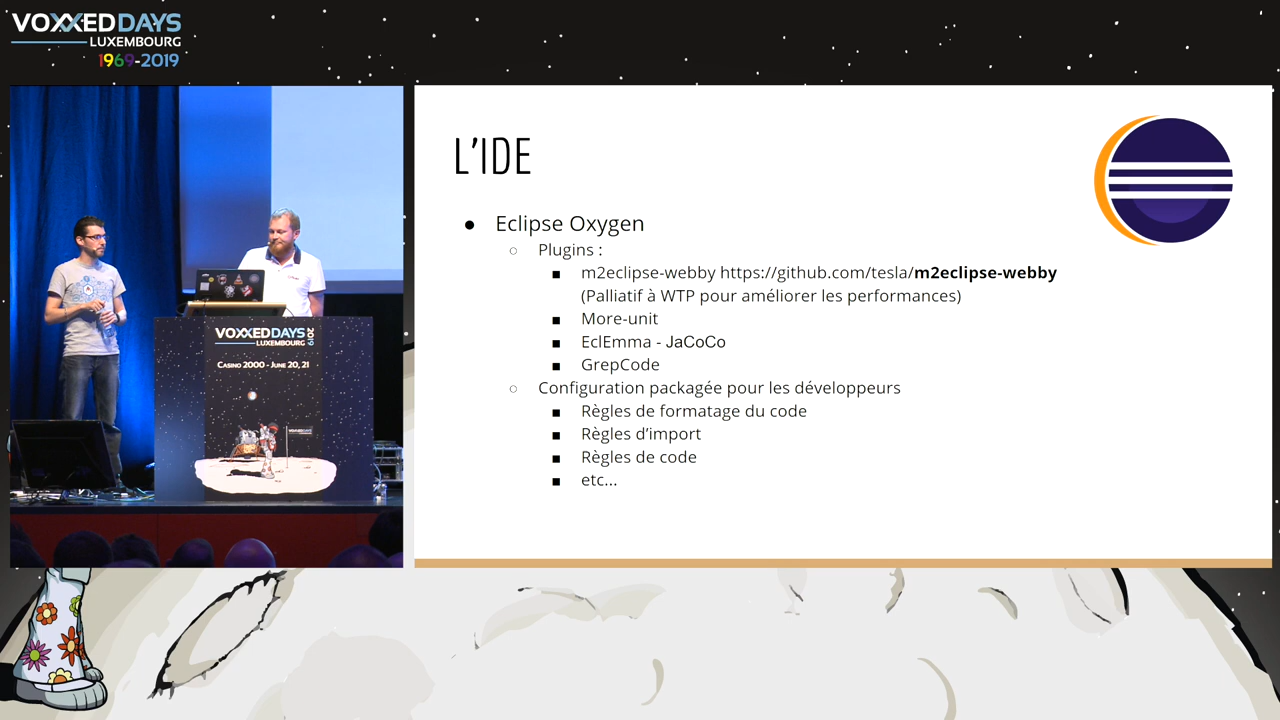 VOXXEDDAYS
LUXEMBOURG
1969-2019
VOXXEDDAYS
LUXEMBOURG
2019
CASINO 2000 - JUNE 20, 21
L'IDE
● Eclipse Oxygen
○ Plugins :
■ m2eclipse-webby https://github.com/tesla/m2eclipse-webby
(Palliatif à WTP pour améliorer les performances)
■ More-unit
■ EclEmma - JaCoCo
■ GrepCode
○ Configuration packagée pour les développeurs
■ Règles de formatage du code
■ Règles d'import
■ Règles de code
■ etc...